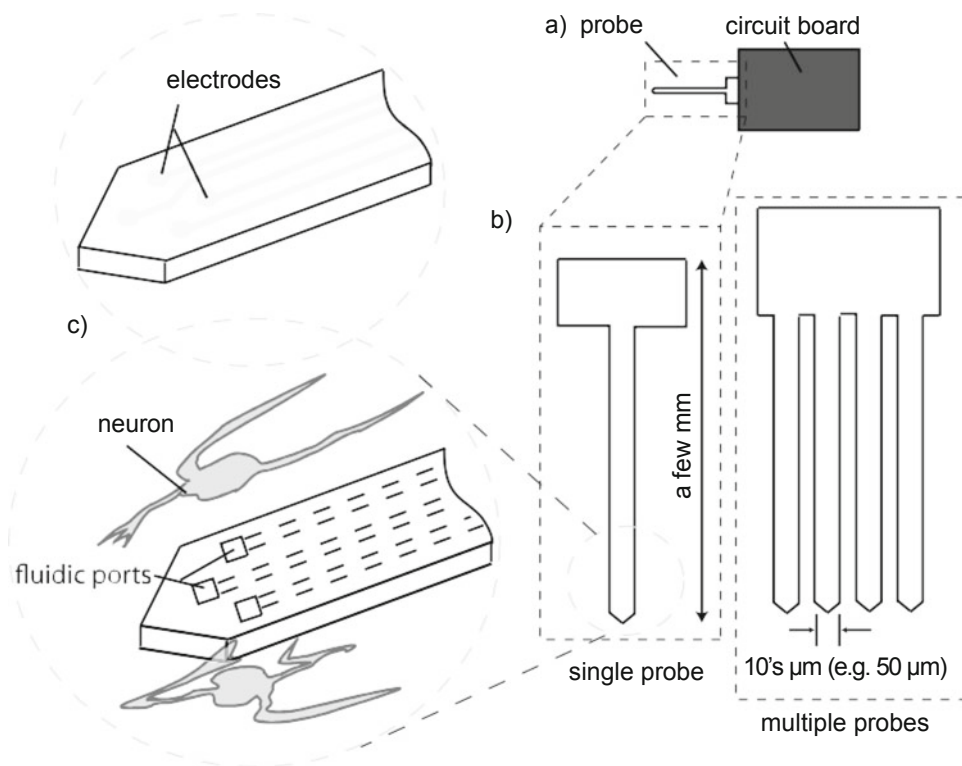 a) probe
circuit board
electrodes
b)
c)
neuron
fluidic ports
a few mm
single probe
10's µm (e.g. 50 µm)
multiple probes